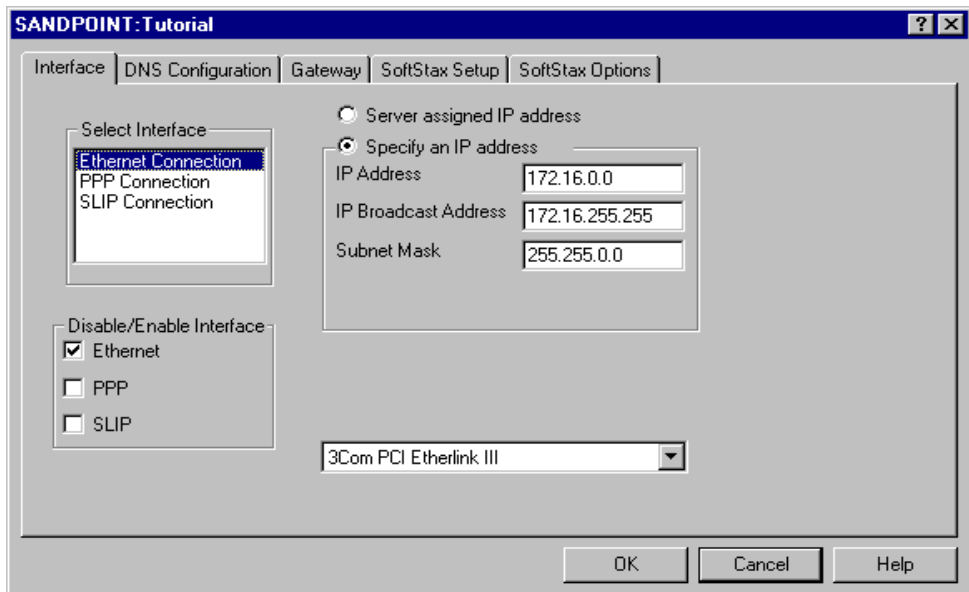 SANDPOINT:Tutorial
Interface
DNS Configuration
Gateway
SoftStax Setup
SoftStax Options
Select Interface
Ethernet Connection
PPP Connection
SLIP Connection
Disable/Enable Interface
Ethernet
PPP
SLIP
Server assigned IP address
Specify an IP address
IP Address 172.16.0.0
IP Broadcast Address 172.16.255.255
Subnet Mask 255.255.0.0
3Com PCI Etherlink III
OK
Cancel
Help